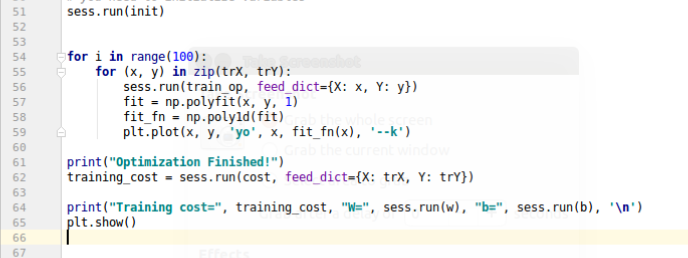 51 sess.run(init)
52
53
54 for i in range(100):
55     for (x, y) in zip(trX, trY):
56         sess.run(train_op, feed_dict={X: x, Y: y})
57         fit = np.polyfit(x, y, 1)
58         fit_fn = np.poly1d(fit)
59         plt.plot(x, y, 'yo', x, fit_fn(x), '--k')
60
61 print("Optimization Finished!")
62 training_cost = sess.run(cost, feed_dict={X: trX, Y: trY})
63
64 print("Training cost=", training_cost, "W=", sess.run(w), "b=", sess.run(b), '\n')
65 plt.show()
66
67
Take Screenshot
Grab the whole screen
Grab the current window
Effects